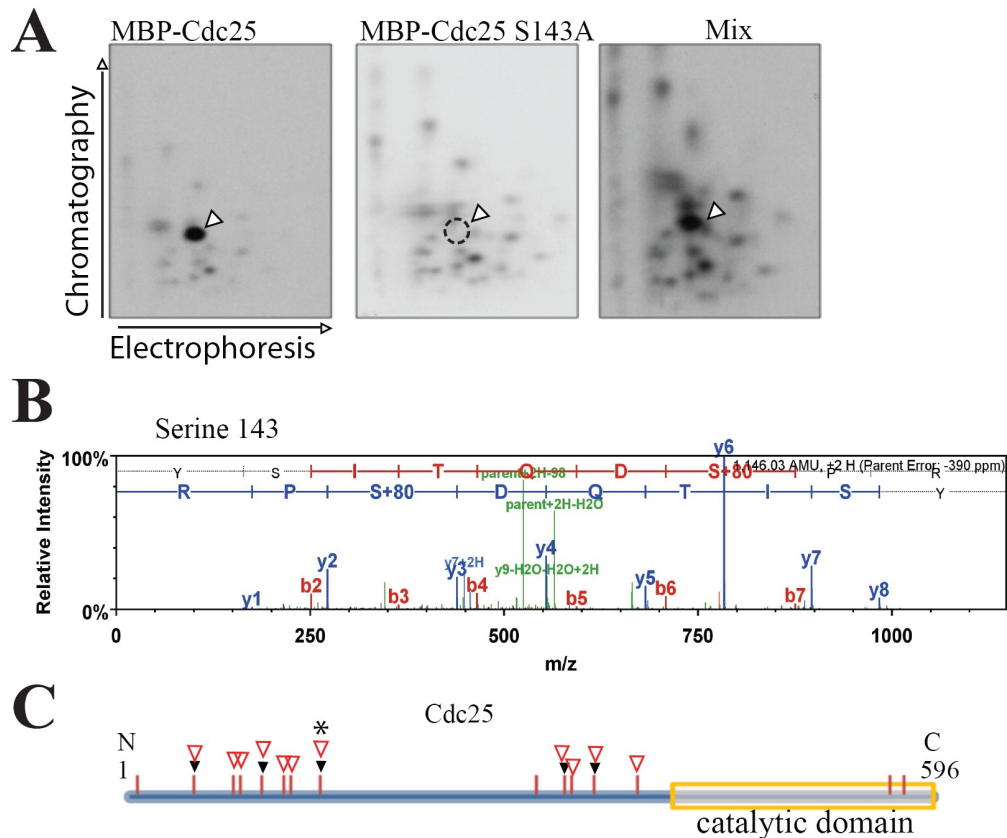 A
MBP-Cdc25
MBP-Cdc25 S143A
Mix
Chromatography
Electrophoresis
B
Serine 143
100%
Relative Intensity
0%
Y S I T Q D S+80 P R
parent+2H-98
1,146.03 AMU, +2 H (Parent Error: -390 ppm)
R P S+80 D Q T I S Y
parent+2H-H2O
y9-H2O-H2O+2H
y1
b2
y2
b3
y7+2H
y3
b4
y4
b5
y5
b6
y6
b7
y7
y8
0 250 500 750 1000
m/z
C
Cdc25
N
1
*
C
596
catalytic domain